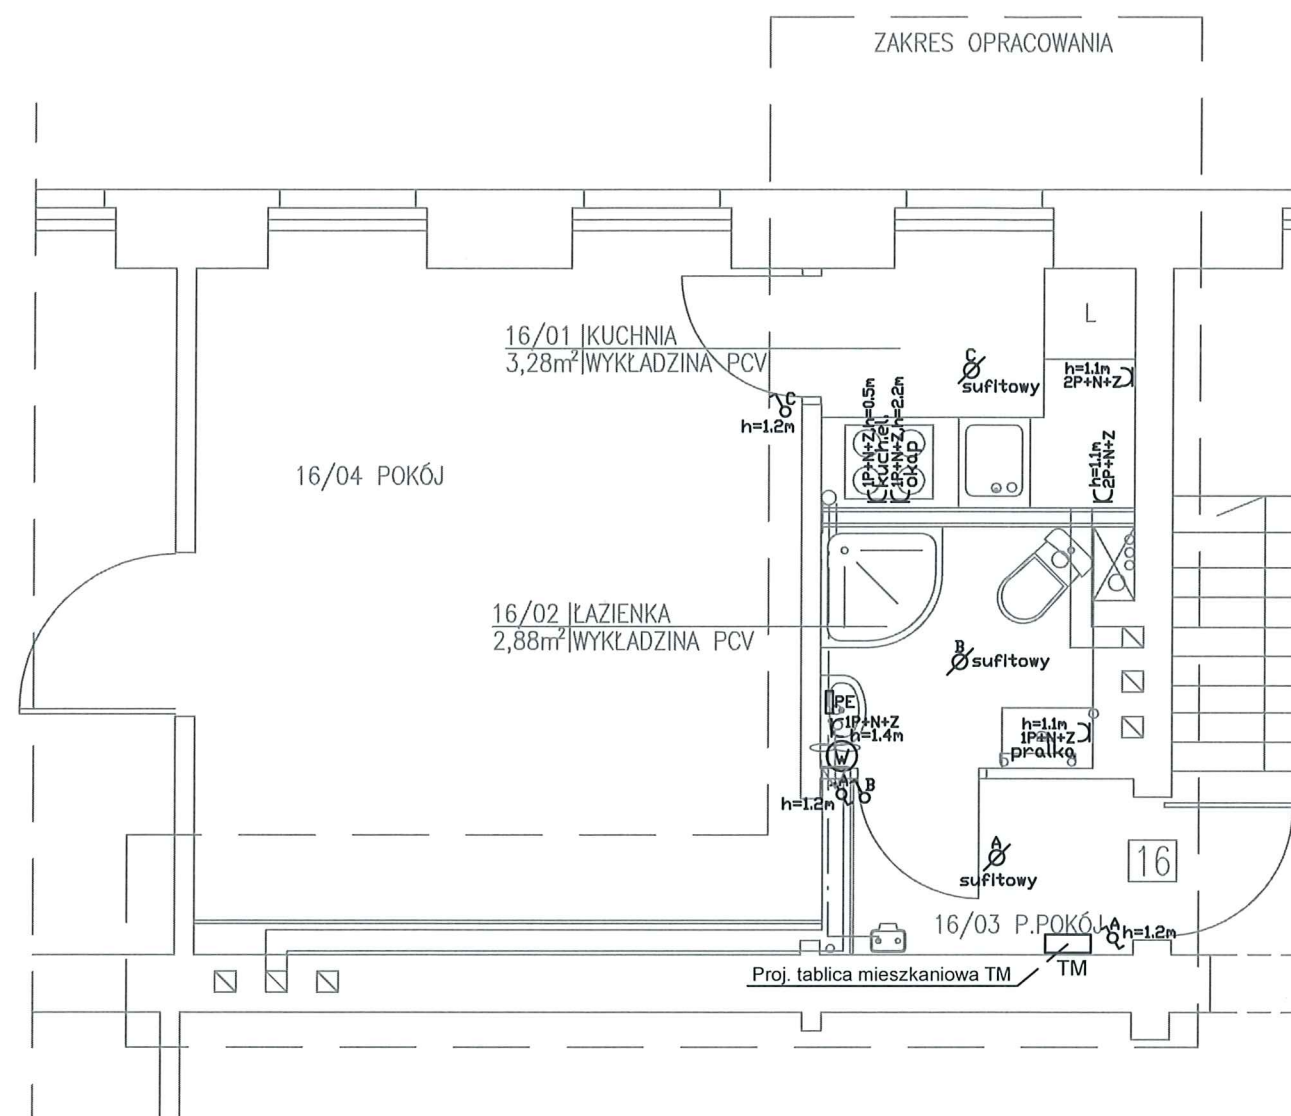 ZAKRES OPRACOWANIA
16/01 KUCHNIA
3,28m² WYKŁADZINA PCV
L
C
sufitowy
h=1.1m
2P+N+Z
C
h=1.2m
1P+N+Z, h=0.5m
kuch.el.
1P+N+Z, h=2.2m
okap
h=1.1m
2P+N+Z
16/04 POKÓJ
16/02 ŁAZIENKA
2,88m² WYKŁADZINA PCV
B
sufitowy
PE
1P+N+Z
h=1.4m
h=1.1m
1P+N+Z
pralka
W
A
B
h=1.2m
A
sufitowy
16
16/03 P.POKÓJ
A
h=1.2m
Proj. tablica mieszkaniowa TM
TM